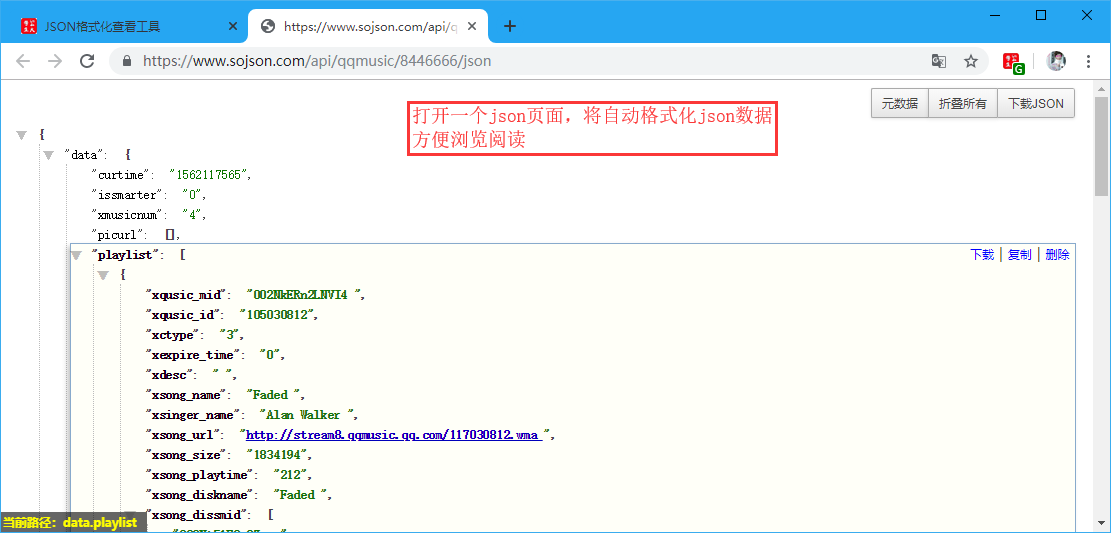 JSON格式化查看工具
https://www.sojson.com/api/q
https://www.sojson.com/api/qqmusic/8446666/json
打开一个json页面，将自动格式化json数据
方便浏览阅读
元数据 折叠所有 下载JSON
{
"data": {
"curtime": "1562117565",
"issmarter": "0",
"xmusicnum": "4",
"picurl": [],
"playlist": [ 下载 | 复制 | 删除
{
"xqusic_mid": "002NkERn2LNVI4 ",
"xqusic_id": "105030812",
"xctype": "3",
"xexpire_time": "0",
"xdesc": " ",
"xsong_name": "Faded ",
"xsinger_name": "Alan Walker ",
"xsong_url": "http://stream8.qqmusic.qq.com/117030812.wma ",
"xsong_size": "1834194",
"xsong_playtime": "212",
"xsong_diskname": "Faded ",
"xsong_dissmid": [
当前路径: data.playlist